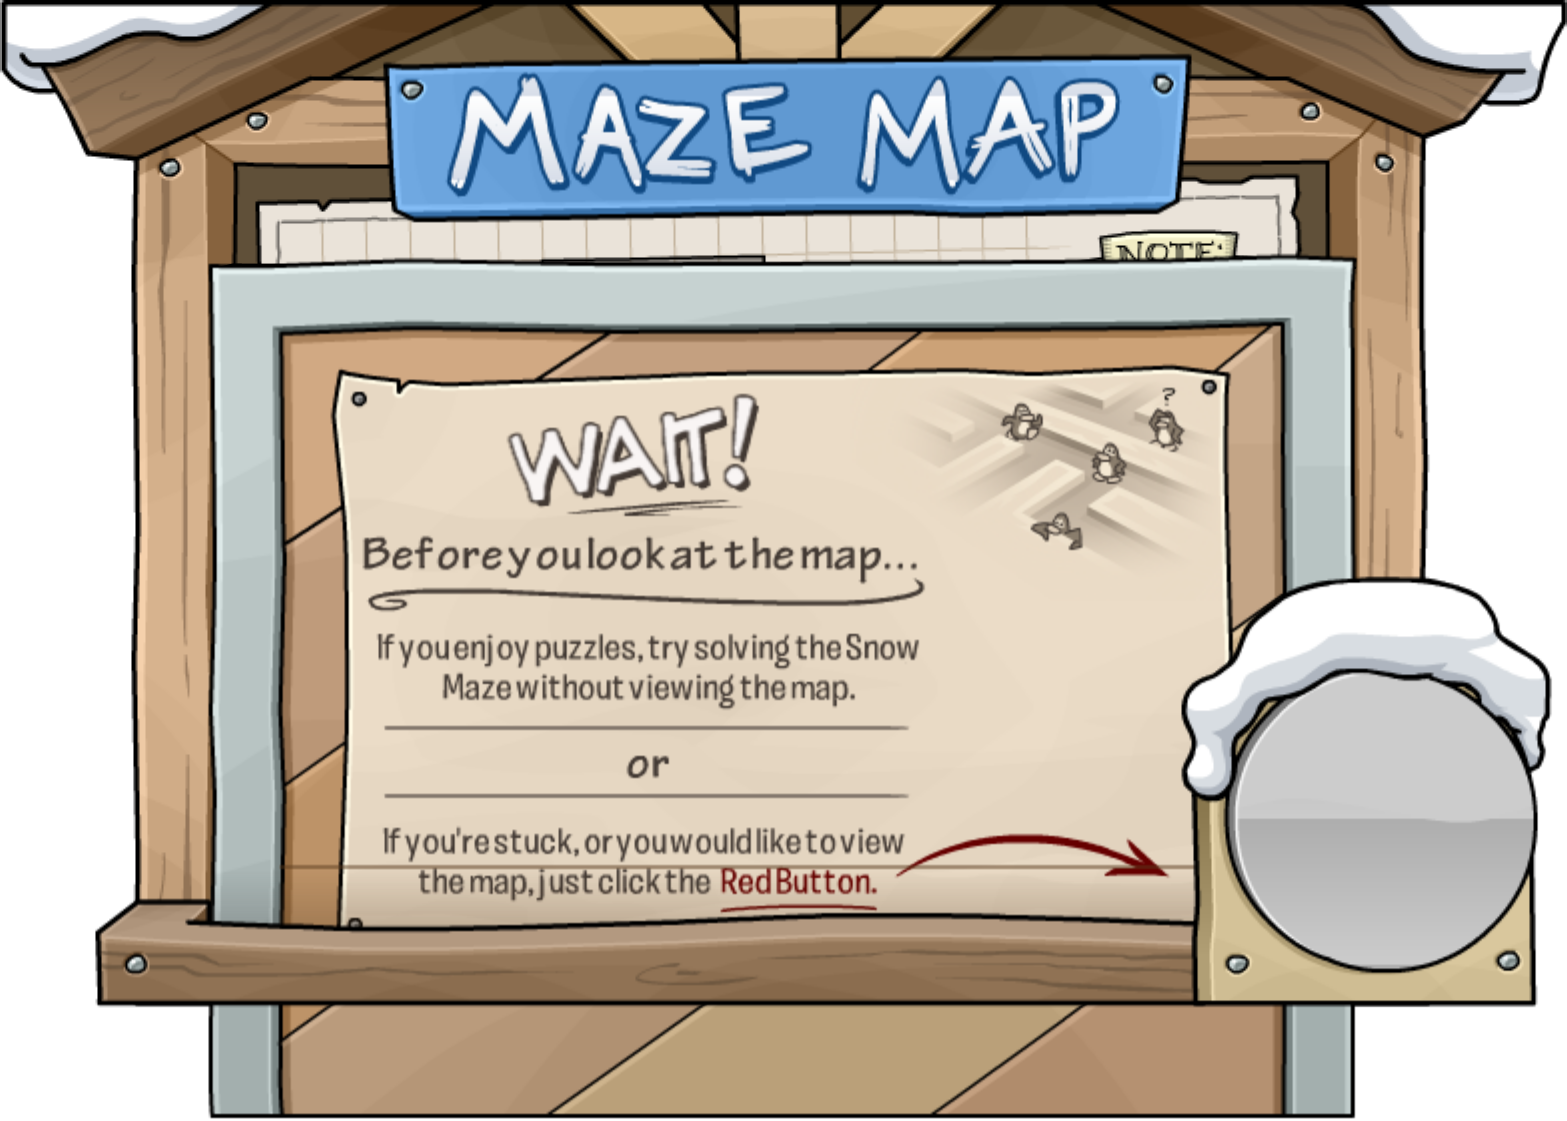 MAZE MAP
NOTE:
WAIT!
Before you look at the map...
If you enjoy puzzles, try solving the Snow
Maze without viewing the map.
or
If you're stuck, or you would like to view
the map, just click the Red Button.
?